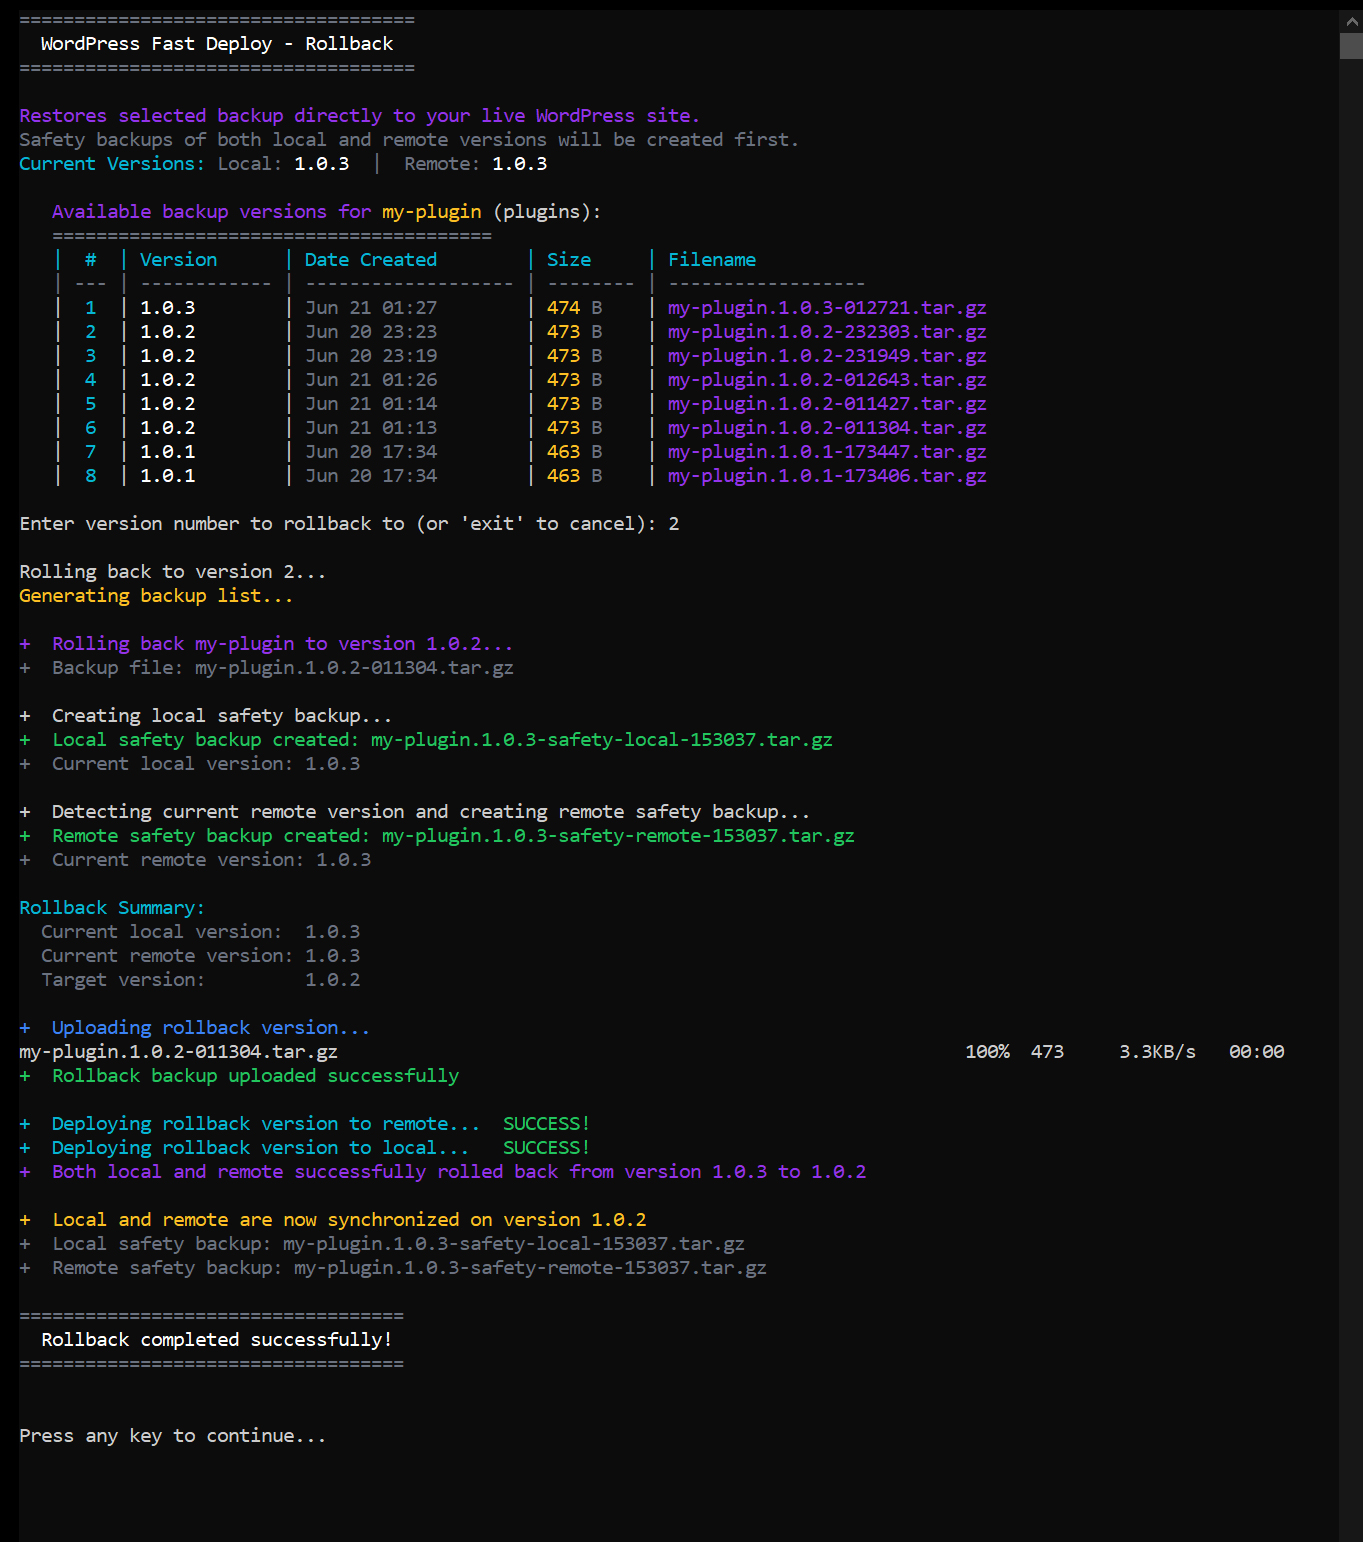 ====================================
  WordPress Fast Deploy - Rollback
====================================
Restores selected backup directly to your live WordPress site.
Safety backups of both local and remote versions will be created first.
Current Versions: Local: 1.0.3  |  Remote: 1.0.3
   Available backup versions for my-plugin (plugins):
   ========================================
   |  #  | Version      | Date Created        | Size     | Filename
   | --- | ------------ | ------------------- | -------- | ------------------
   |  1  | 1.0.3        | Jun 21 01:27        | 474 B    | my-plugin.1.0.3-012721.tar.gz
   |  2  | 1.0.2        | Jun 20 23:23        | 473 B    | my-plugin.1.0.2-232303.tar.gz
   |  3  | 1.0.2        | Jun 20 23:19        | 473 B    | my-plugin.1.0.2-231949.tar.gz
   |  4  | 1.0.2        | Jun 21 01:26        | 473 B    | my-plugin.1.0.2-012643.tar.gz
   |  5  | 1.0.2        | Jun 21 01:14        | 473 B    | my-plugin.1.0.2-011427.tar.gz
   |  6  | 1.0.2        | Jun 21 01:13        | 473 B    | my-plugin.1.0.2-011304.tar.gz
   |  7  | 1.0.1        | Jun 20 17:34        | 463 B    | my-plugin.1.0.1-173447.tar.gz
   |  8  | 1.0.1        | Jun 20 17:34        | 463 B    | my-plugin.1.0.1-173406.tar.gz
Enter version number to rollback to (or 'exit' to cancel): 2
Rolling back to version 2...
Generating backup list...
+  Rolling back my-plugin to version 1.0.2...
+  Backup file: my-plugin.1.0.2-011304.tar.gz
+  Creating local safety backup...
+  Local safety backup created: my-plugin.1.0.3-safety-local-153037.tar.gz
+  Current local version: 1.0.3
+  Detecting current remote version and creating remote safety backup...
+  Remote safety backup created: my-plugin.1.0.3-safety-remote-153037.tar.gz
+  Current remote version: 1.0.3
Rollback Summary:
  Current local version:  1.0.3
  Current remote version: 1.0.3
  Target version:         1.0.2
+  Uploading rollback version...
my-plugin.1.0.2-011304.tar.gz                                                         100%  473     3.3KB/s   00:00
+  Rollback backup uploaded successfully
+  Deploying rollback version to remote...  SUCCESS!
+  Deploying rollback version to local...   SUCCESS!
+  Both local and remote successfully rolled back from version 1.0.3 to 1.0.2
+  Local and remote are now synchronized on version 1.0.2
+  Local safety backup: my-plugin.1.0.3-safety-local-153037.tar.gz
+  Remote safety backup: my-plugin.1.0.3-safety-remote-153037.tar.gz
===================================
  Rollback completed successfully!
===================================
Press any key to continue...